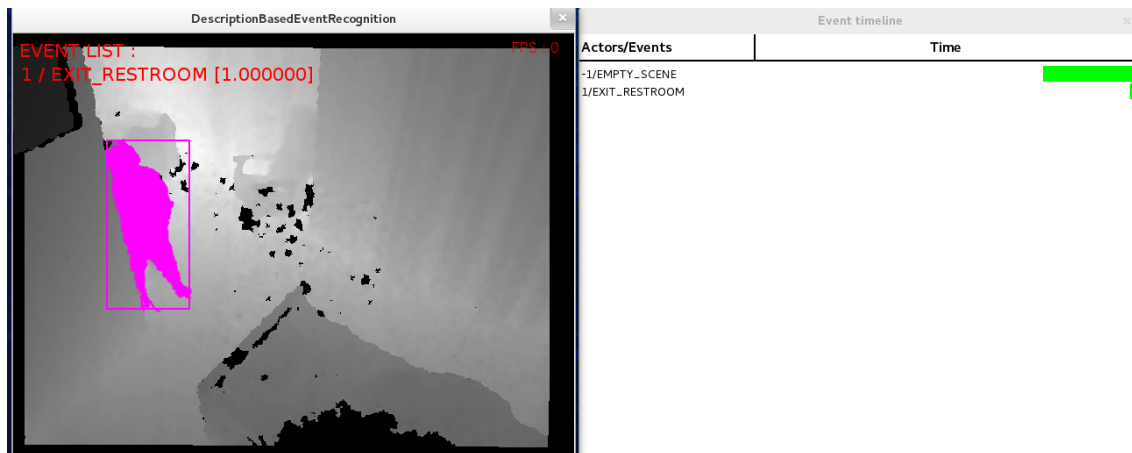 DescriptionBasedEventRecognition
EVENT LIST :
FPS : 0
1 / EXIT_RESTROOM [1.000000]
Event timeline
Actors/Events
Time
-1/EMPTY_SCENE
1/EXIT_RESTROOM